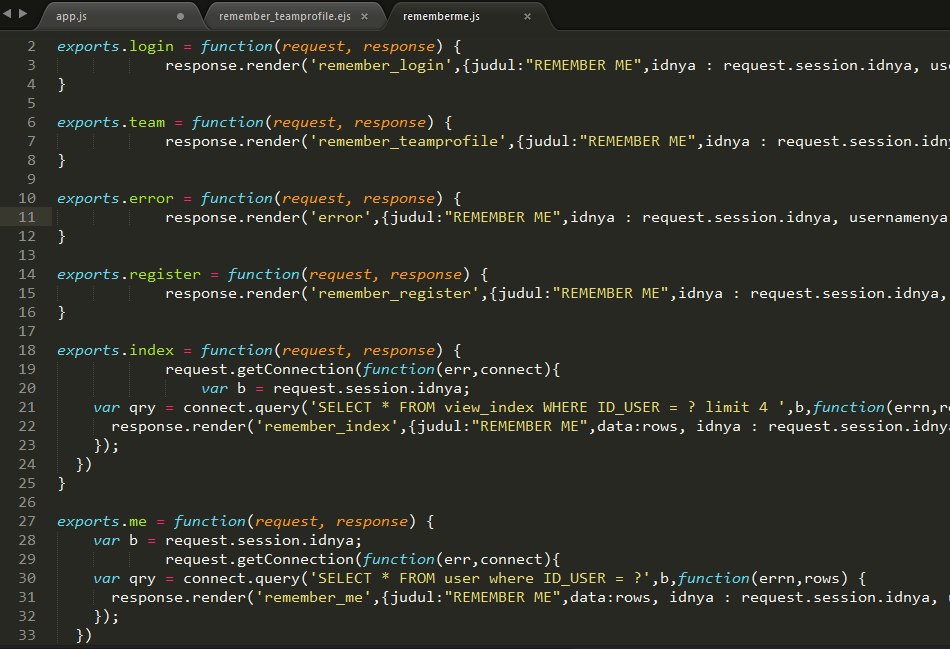 app.js remember_teamprofile.ejs × rememberme.js ×
2 exports.login = function(request, response) {
3 response.render('remember_login',{judul:"REMEMBER ME",idnya : request.session.idnya, use
4 }
5
6 exports.team = function(request, response) {
7 response.render('remember_teamprofile',{judul:"REMEMBER ME",idnya : request.session.idny
8 }
9
10 exports.error = function(request, response) {
11 response.render('error',{judul:"REMEMBER ME",idnya : request.session.idnya, usernamenya
12 }
13
14 exports.register = function(request, response) {
15 response.render('remember_register',{judul:"REMEMBER ME",idnya : request.session.idnya,
16 }
17
18 exports.index = function(request, response) {
19 request.getConnection(function(err,connect){
20 var b = request.session.idnya;
21 var qry = connect.query('SELECT * FROM view_index WHERE ID_USER = ? limit 4 ',b,function(errn,r
22 response.render('remember_index',{judul:"REMEMBER ME",data:rows, idnya : request.session.idnya
23 });
24 })
25 }
26
27 exports.me = function(request, response) {
28 var b = request.session.idnya;
29 request.getConnection(function(err,connect){
30 var qry = connect.query('SELECT * FROM user where ID_USER = ?',b,function(errn,rows) {
31 response.render('remember_me',{judul:"REMEMBER ME",data:rows, idnya : request.session.idnya,
32 });
33 })